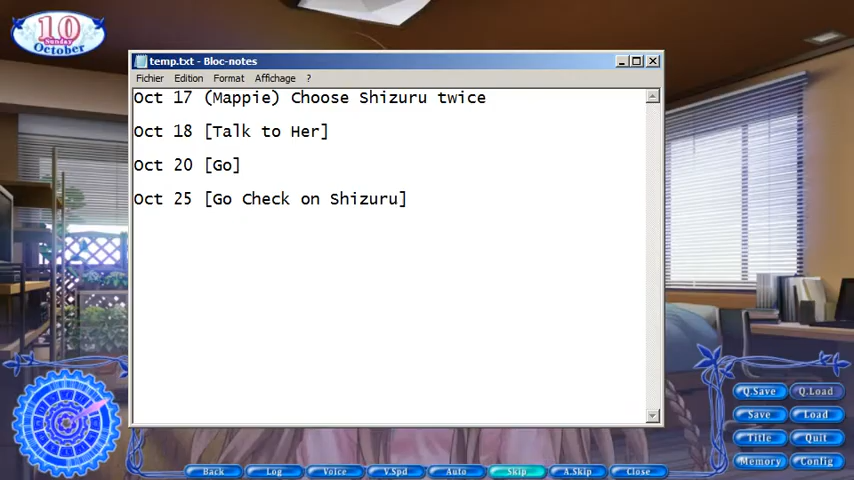 10
Sunday
October
temp.txt - Bloc-notes
Fichier Edition Format Affichage ?
Oct 17 (Mappie) Choose Shizuru twice
Oct 18 [Talk to Her]
Oct 20 [Go]
Oct 25 [Go Check on Shizuru]
Q.Save Q.Load
Save Load
Title Quit
Memory Config
Back Log Voice V.Spd Auto Skip A.Skip Close